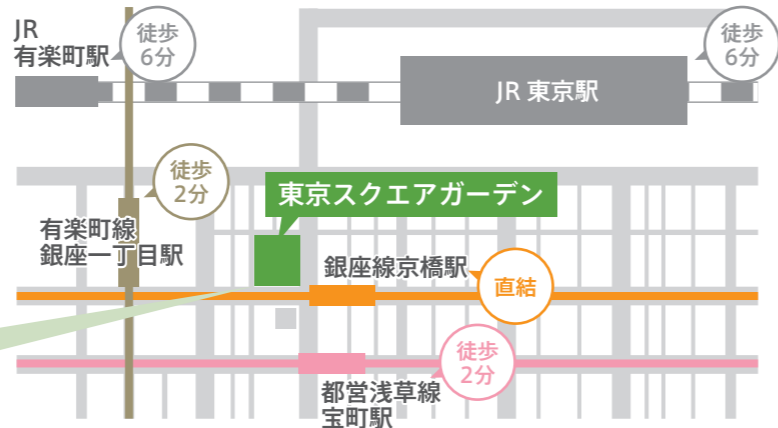 JR
有楽町駅
徒歩
6分
JR 東京駅
徒歩
6分
徒歩
2分
東京スクエアガーデン
有楽町線
銀座一丁目駅
銀座線京橋駅
直結
徒歩
2分
都営浅草線
宝町駅